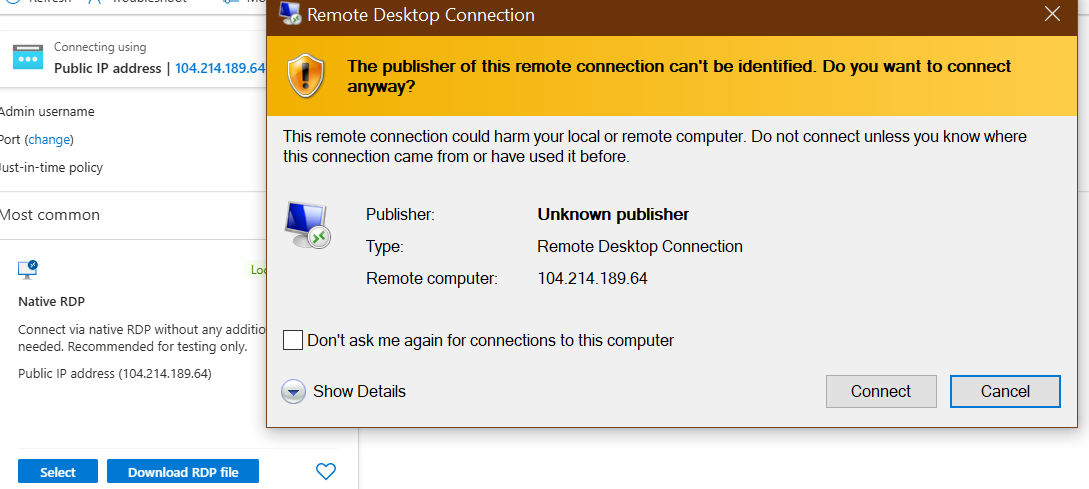 Refresh
Troubleshoot
Connecting using
Public IP address | 104.214.189.64
Admin username
Port (change)
Just-in-time policy
Most common
Native RDP
Connect via native RDP without any
needed. Recommended for testing only.
Public IP address (104.214.189.64)
Select
Download RDP file
Remote Desktop Connection
The publisher of this remote connection can't be identified. Do you want to connect
anyway?
This remote connection could harm your local or remote computer. Do not connect unless you know where
this connection came from or have used it before.
Publisher:
Unknown publisher
Type:
Remote Desktop Connection
Remote computer:
104.214.189.64
Don't ask me again for connections to this computer
Show Details
Connect
Cancel